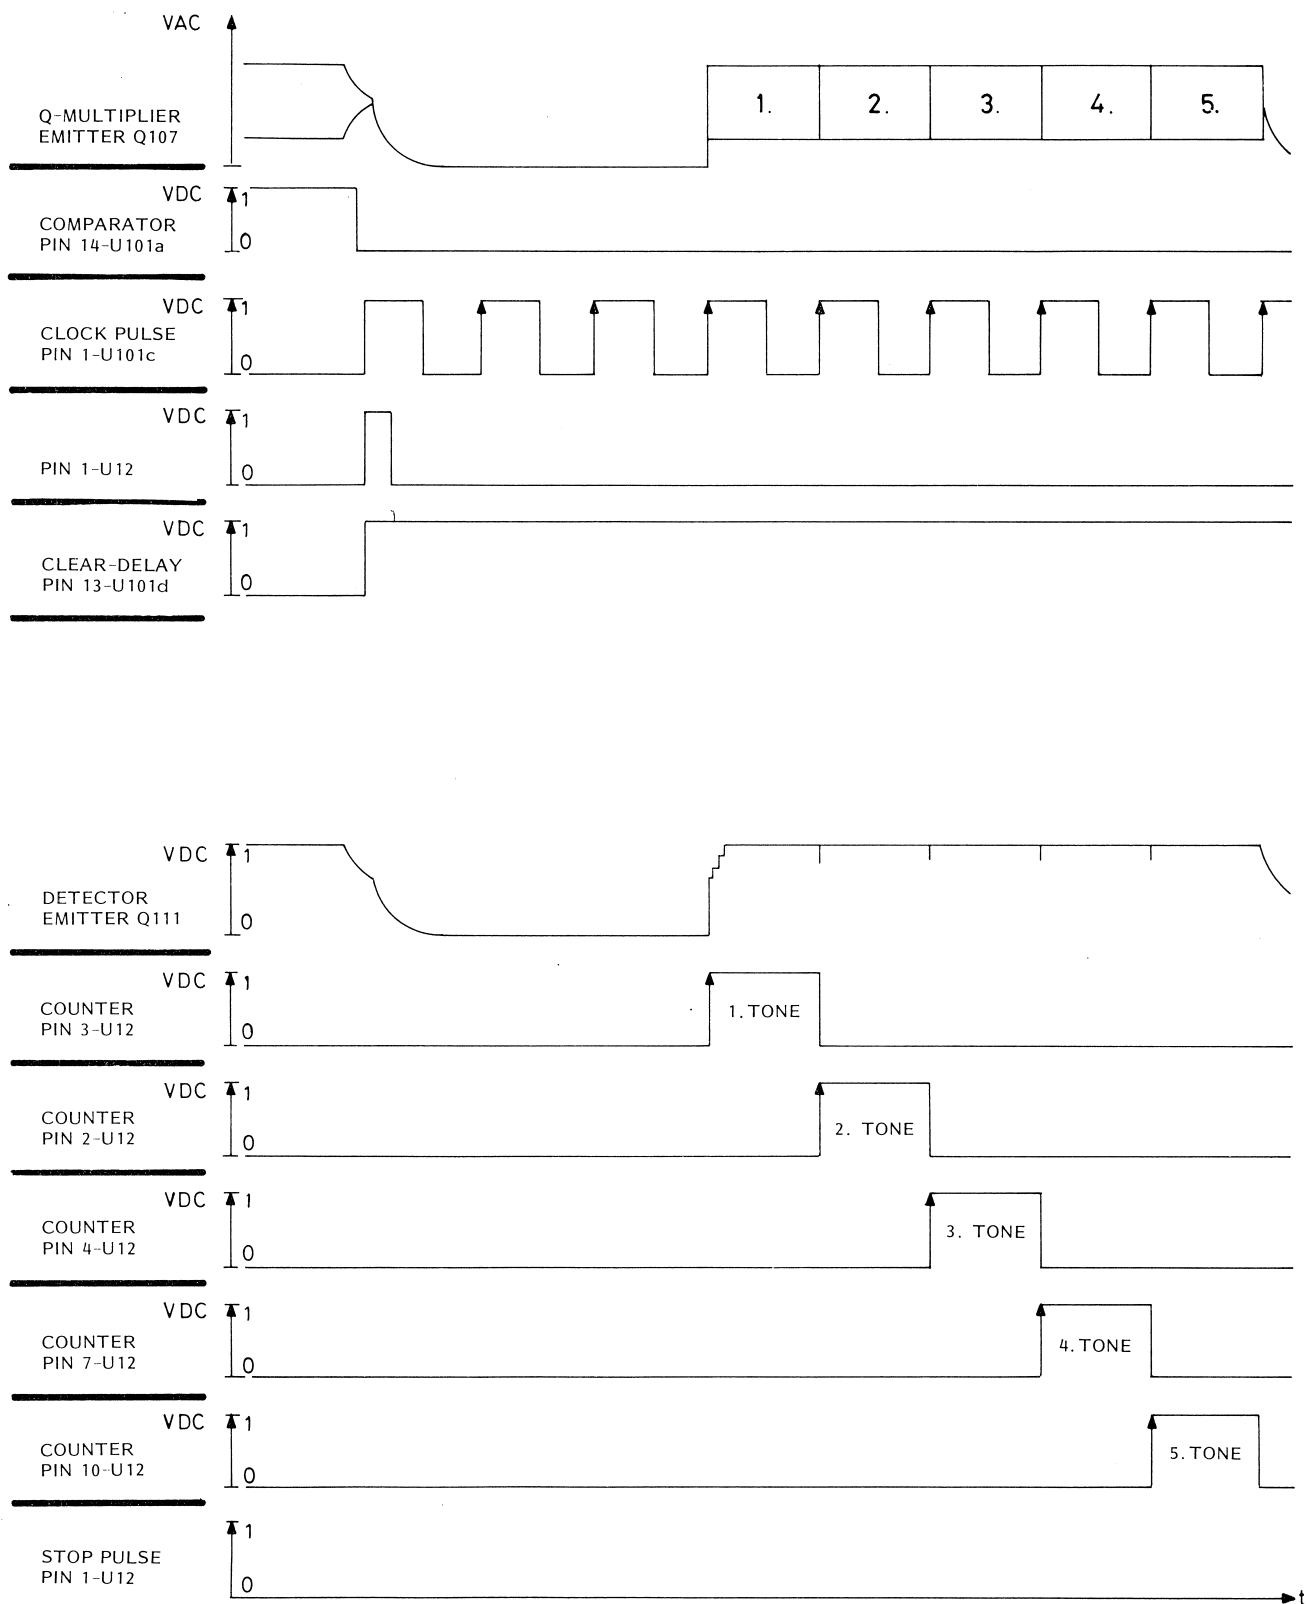 VAC
Q-MULTIPLIER
EMITTER Q107
1.
2.
3.
4.
5.
VDC
1
COMPARATOR
PIN 14-U101a
0
VDC
1
CLOCK PULSE
PIN 1-U101c
0
VDC
1
PIN 1-U12
0
VDC
1
CLEAR-DELAY
PIN 13-U101d
0
VDC
1
DETECTOR
EMITTER Q111
0
VDC
1
COUNTER
PIN 3-U12
0
1. TONE
VDC
1
COUNTER
PIN 2-U12
0
2. TONE
VDC
1
COUNTER
PIN 4-U12
0
3. TONE
VDC
1
COUNTER
PIN 7-U12
0
4. TONE
VDC
1
COUNTER
PIN 10-U12
0
5. TONE
1
STOP PULSE
PIN 1-U12
0
t